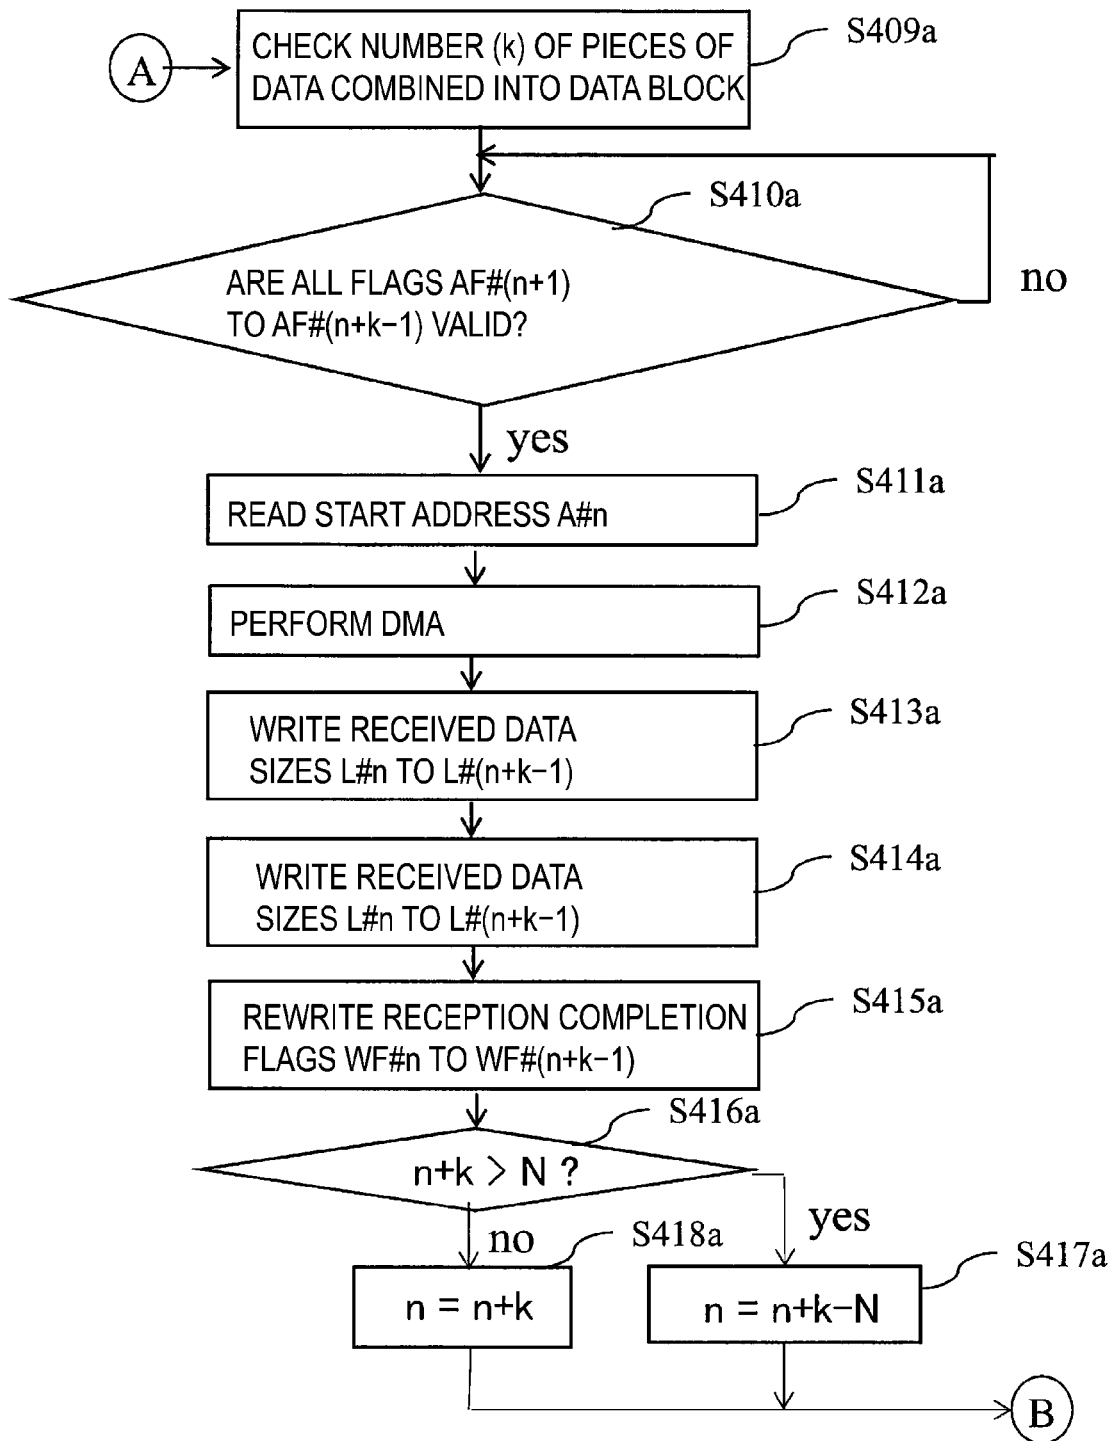 A
CHECK NUMBER (k) OF PIECES OF
DATA COMBINED INTO DATA BLOCK
S409a
S410a
ARE ALL FLAGS AF#(n+1)
TO AF#(n+k−1) VALID?
no
yes
S411a
READ START ADDRESS A#n
S412a
PERFORM DMA
S413a
WRITE RECEIVED DATA
SIZES L#n TO L#(n+k−1)
S414a
WRITE RECEIVED DATA
SIZES L#n TO L#(n+k−1)
S415a
REWRITE RECEPTION COMPLETION
FLAGS WF#n TO WF#(n+k−1)
S416a
n+k > N ?
no
yes
S418a
n = n+k
S417a
n = n+k−N
B